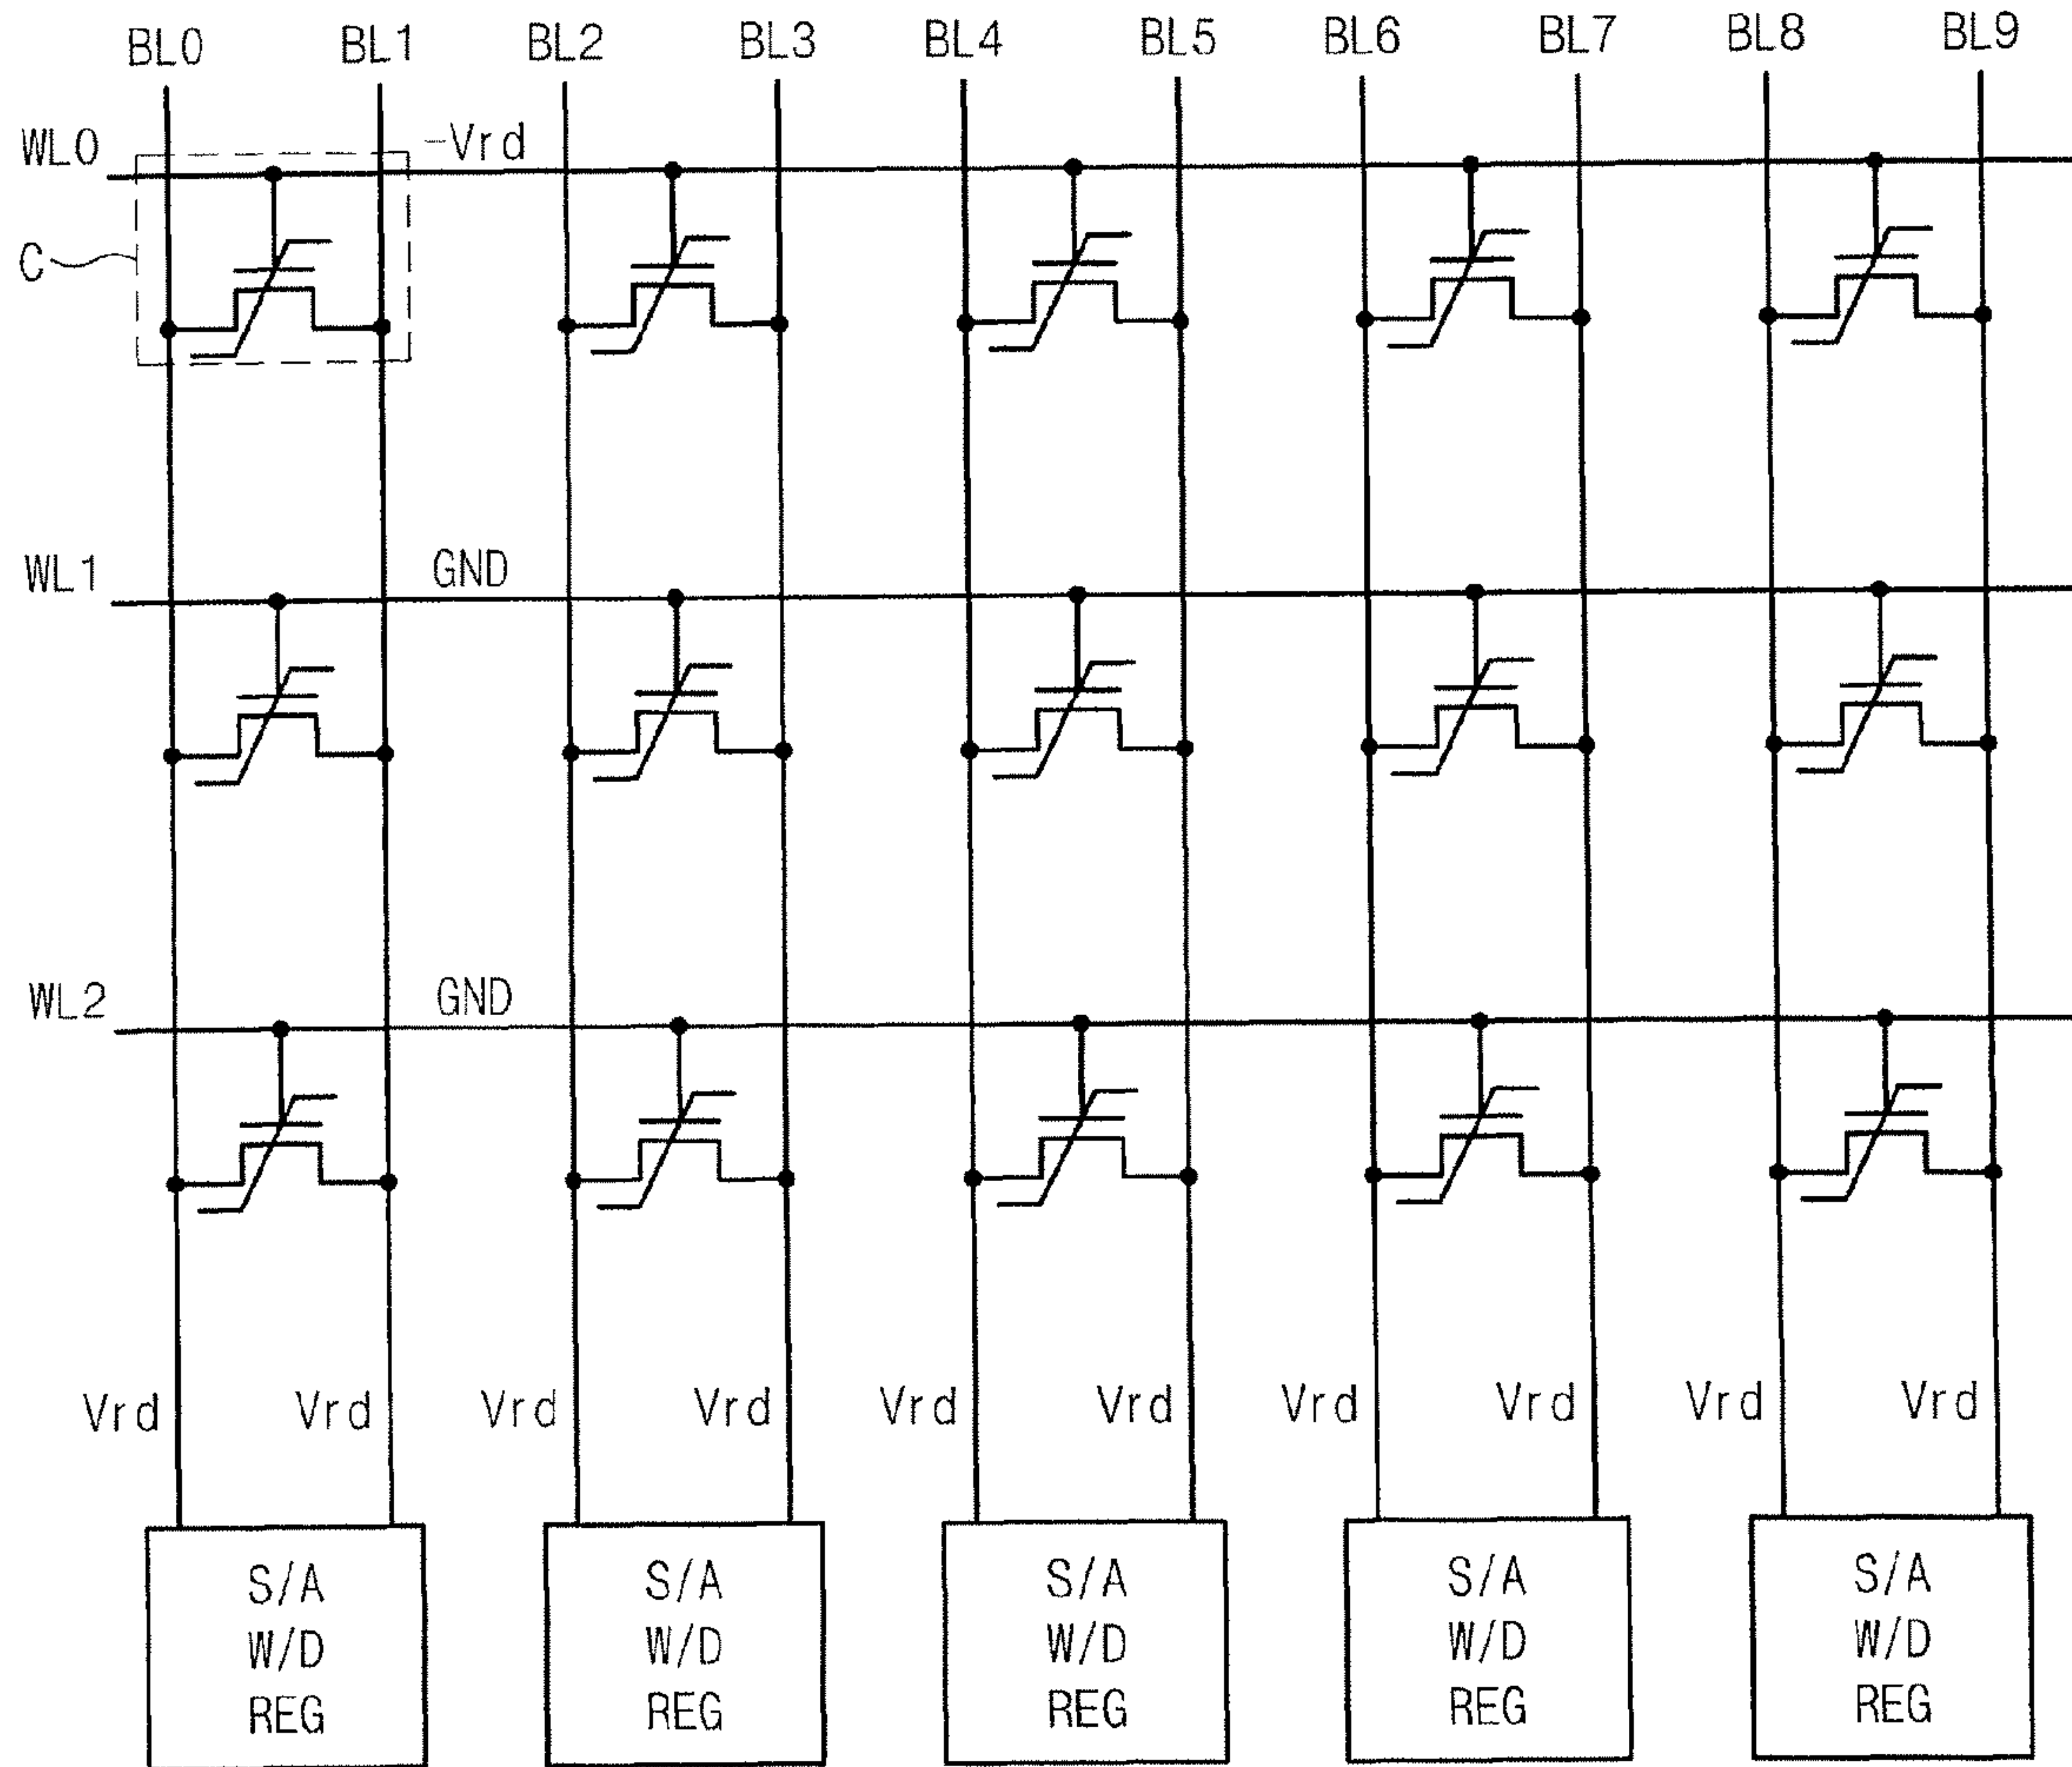 BL0 BL1 BL2 BL3 BL4 BL5 BL6 BL7 BL8 BL9
WL0 -Vrd
C
WL1 GND
WL2 GND
Vrd Vrd Vrd Vrd Vrd Vrd Vrd Vrd Vrd Vrd
S/A S/A S/A S/A S/A
W/D W/D W/D W/D W/D
REG REG REG REG REG